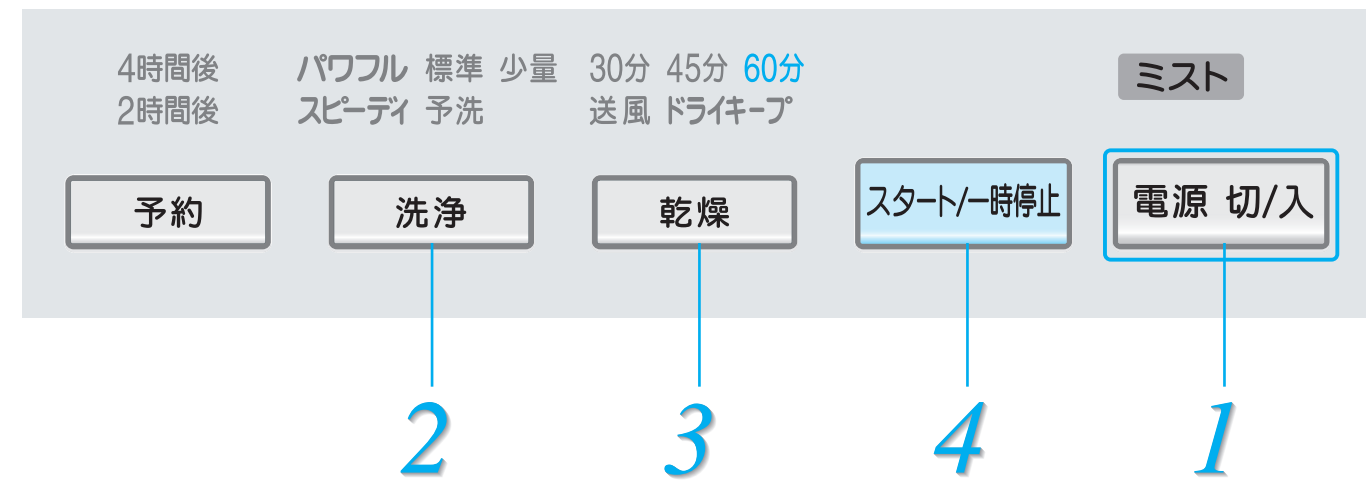 4時間後 パワフル 標準 少量 30分 45分 60分 ミスト
2時間後 スピーディ 予洗 送風 ドライキープ
予約 洗浄 乾燥 スタート/一時停止 電源 切/入
2 3 4 1